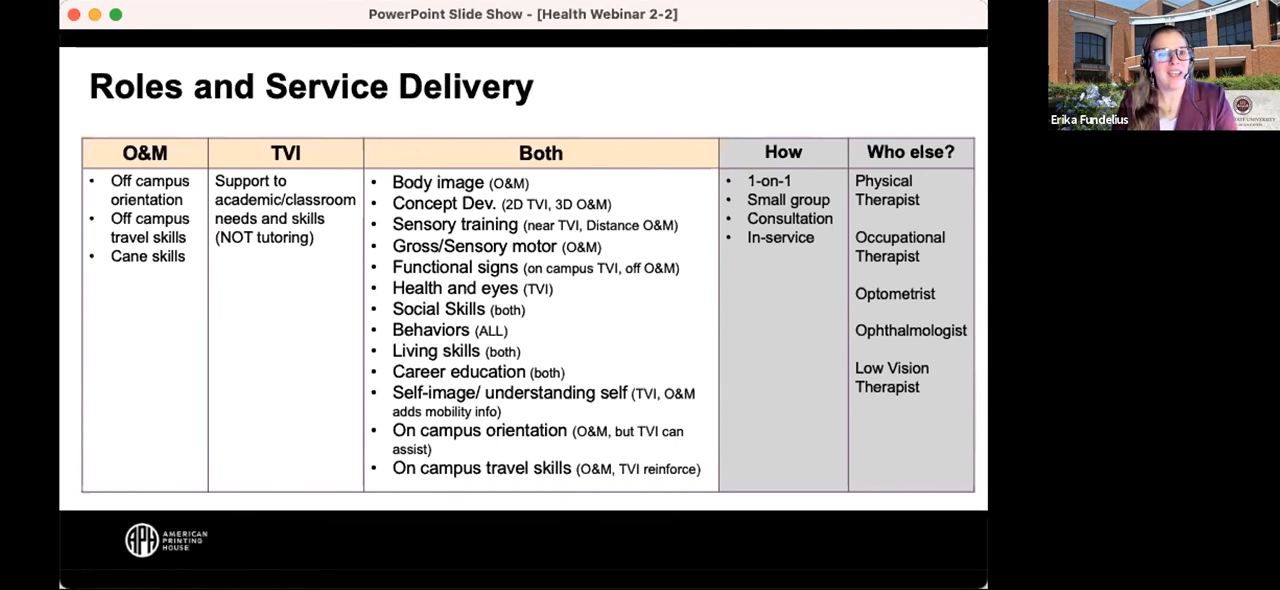 PowerPoint Slide Show - [Health Webinar 2-2]
Roles and Service Delivery
O&M
• Off campus
orientation
• Off campus
travel skills
• Cane skills
TVI
Support to
academic/classroom
needs and skills
(NOT tutoring)
Both
• Body image (O&M)
• Concept Dev. (2D TVI, 3D O&M)
• Sensory training (near TVI, Distance O&M)
• Gross/Sensory motor (O&M)
• Functional signs (on campus TVI, off O&M)
• Health and eyes (TVI)
• Social Skills (both)
• Behaviors (ALL)
• Living skills (both)
• Career education (both)
• Self-image/ understanding self (TVI, O&M
adds mobility info)
• On campus orientation (O&M, but TVI can
assist)
• On campus travel skills (O&M, TVI reinforce)
How
• 1-on-1
• Small group
• Consultation
• In-service
Who else?
Physical
Therapist
Occupational
Therapist
Optometrist
Ophthalmologist
Low Vision
Therapist
APH
AMERICAN
PRINTING
HOUSE
Erika Fundelius
UNIVERSITY